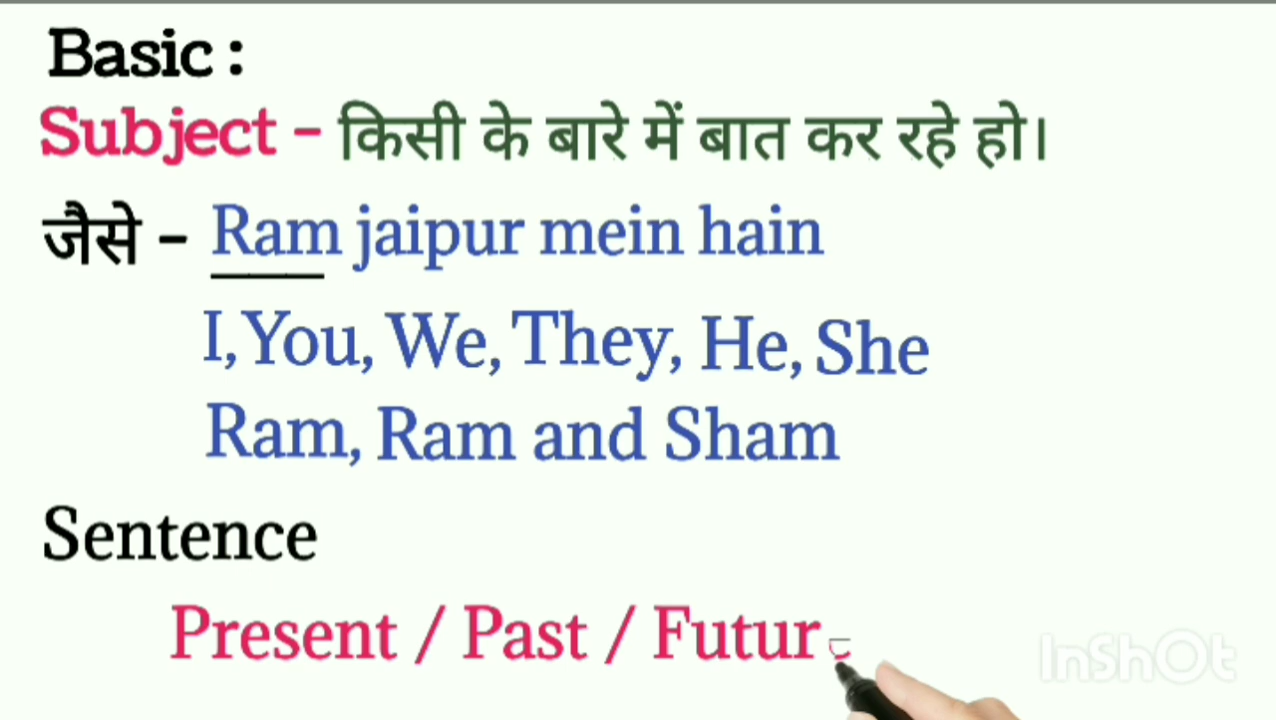 Basic :
Subject - किसी के बारे में बात कर रहे हो।
जैसे - Ram jaipur mein hain
I, You, We, They, He, She
Ram, Ram and Sham
Sentence
Present / Past / Futur
InShOt